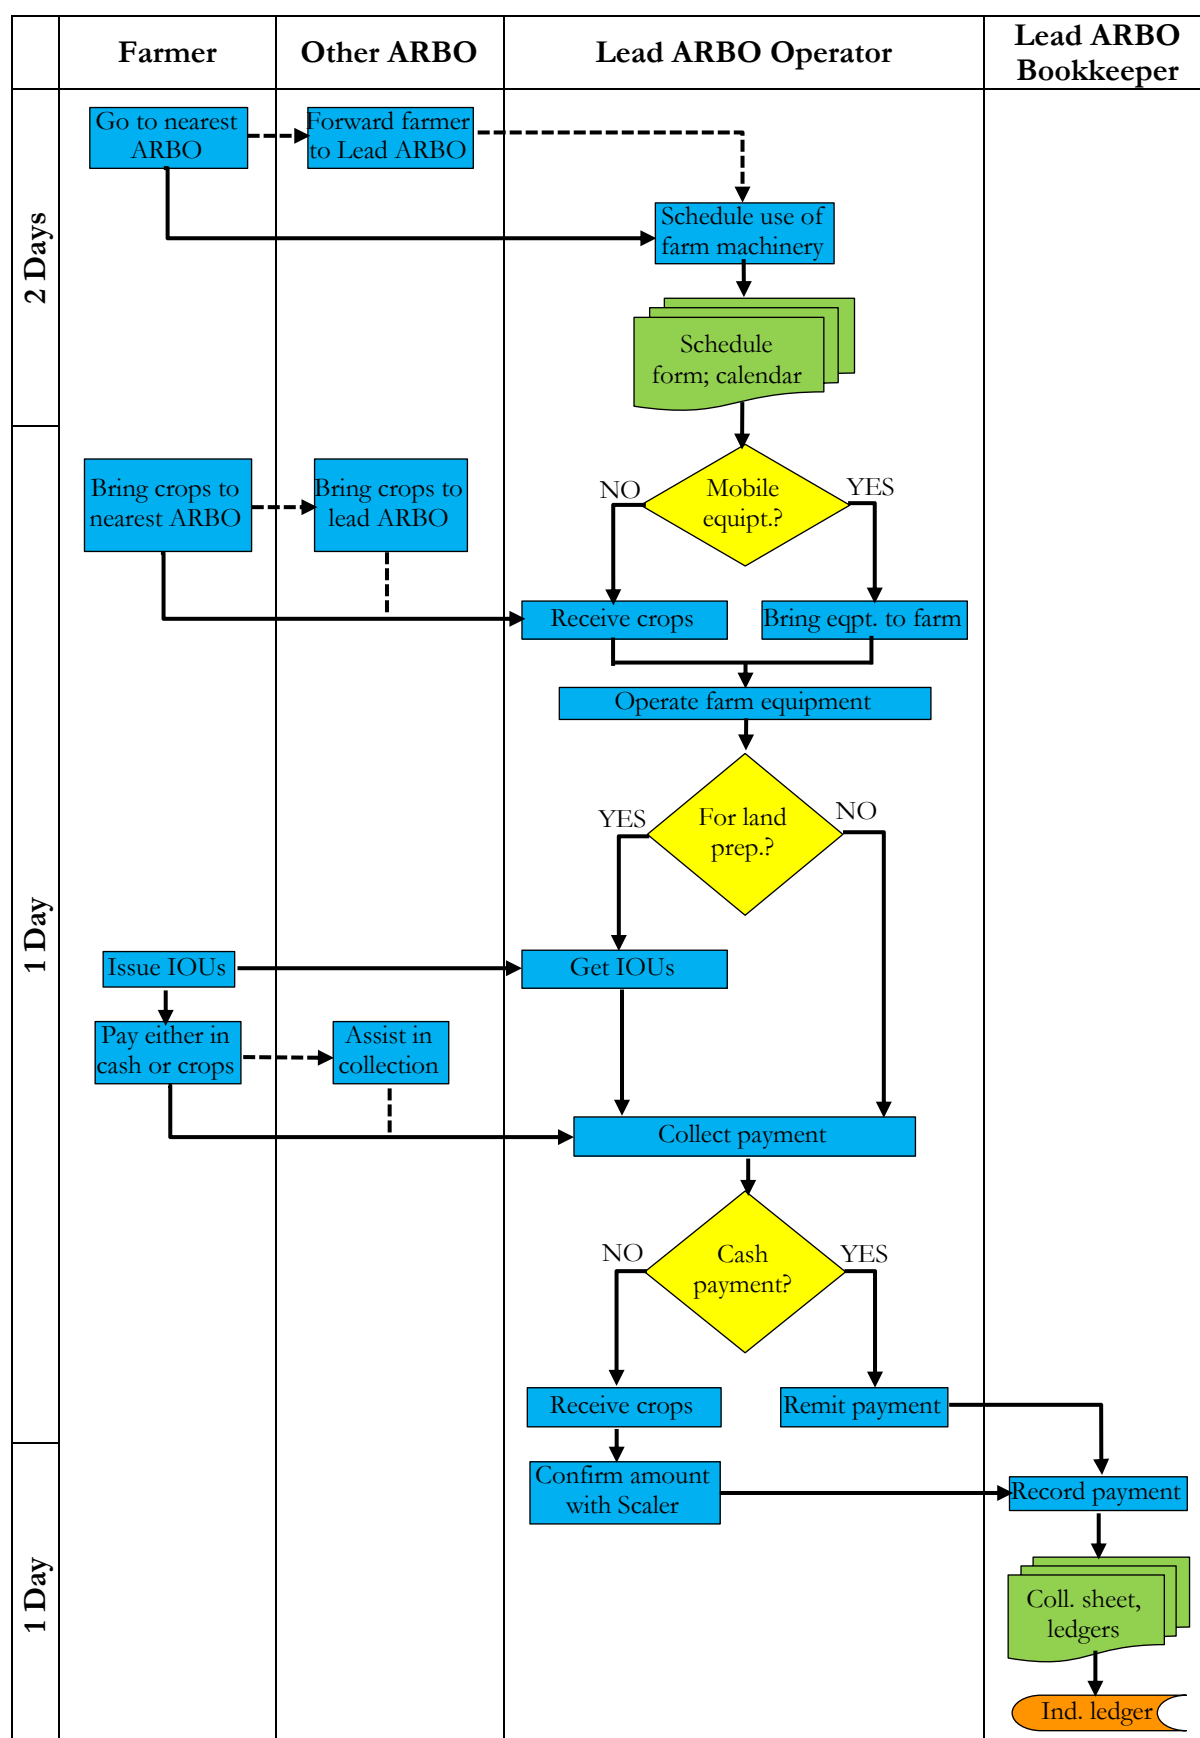 Farmer
Other ARBO
Lead ARBO Operator
Lead ARBO
Bookkeeper
2 Days
Go to nearest
ARBO
Forward farmer
to Lead ARBO
Schedule use of
farm machinery
Schedule
form; calendar
1 Day
Bring crops to
nearest ARBO
Bring crops to
lead ARBO
NO
Mobile
equipt.?
YES
Receive crops
Bring eqpt. to farm
Operate farm equipment
YES
For land
prep.?
NO
Issue IOUs
Get IOUs
Pay either in
cash or crops
Assist in
collection
Collect payment
NO
Cash
payment?
YES
Receive crops
Remit payment
1 Day
Confirm amount
with Scaler
Record payment
Coll. sheet,
ledgers
Ind. ledger